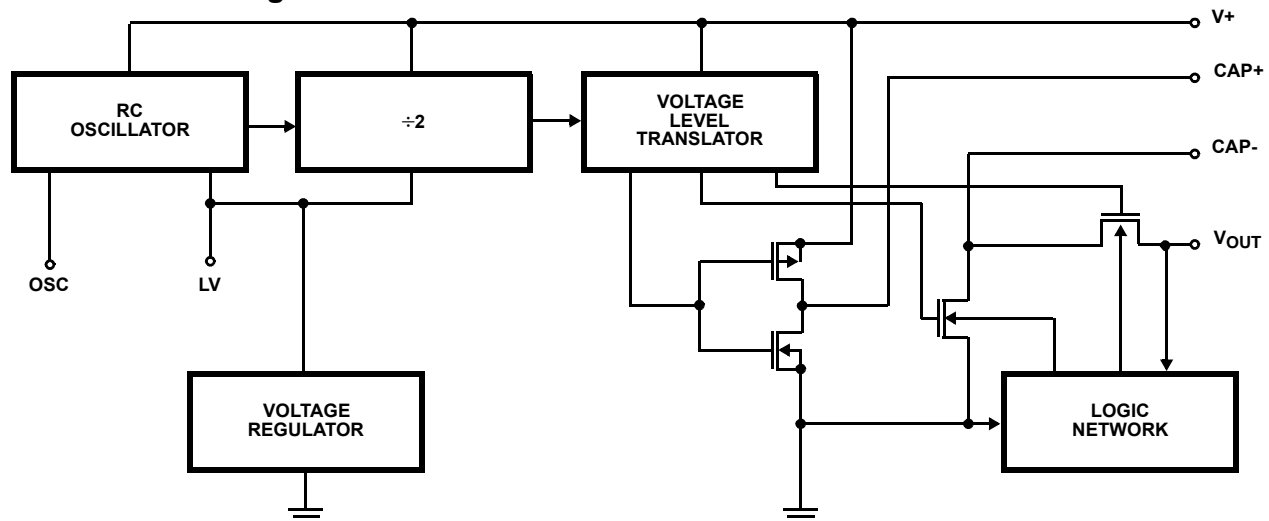 V+
CAP+
RC
OSCILLATOR
÷2
VOLTAGE
LEVEL
TRANSLATOR
CAP-
VOUT
OSC
LV
VOLTAGE
REGULATOR
LOGIC
NETWORK